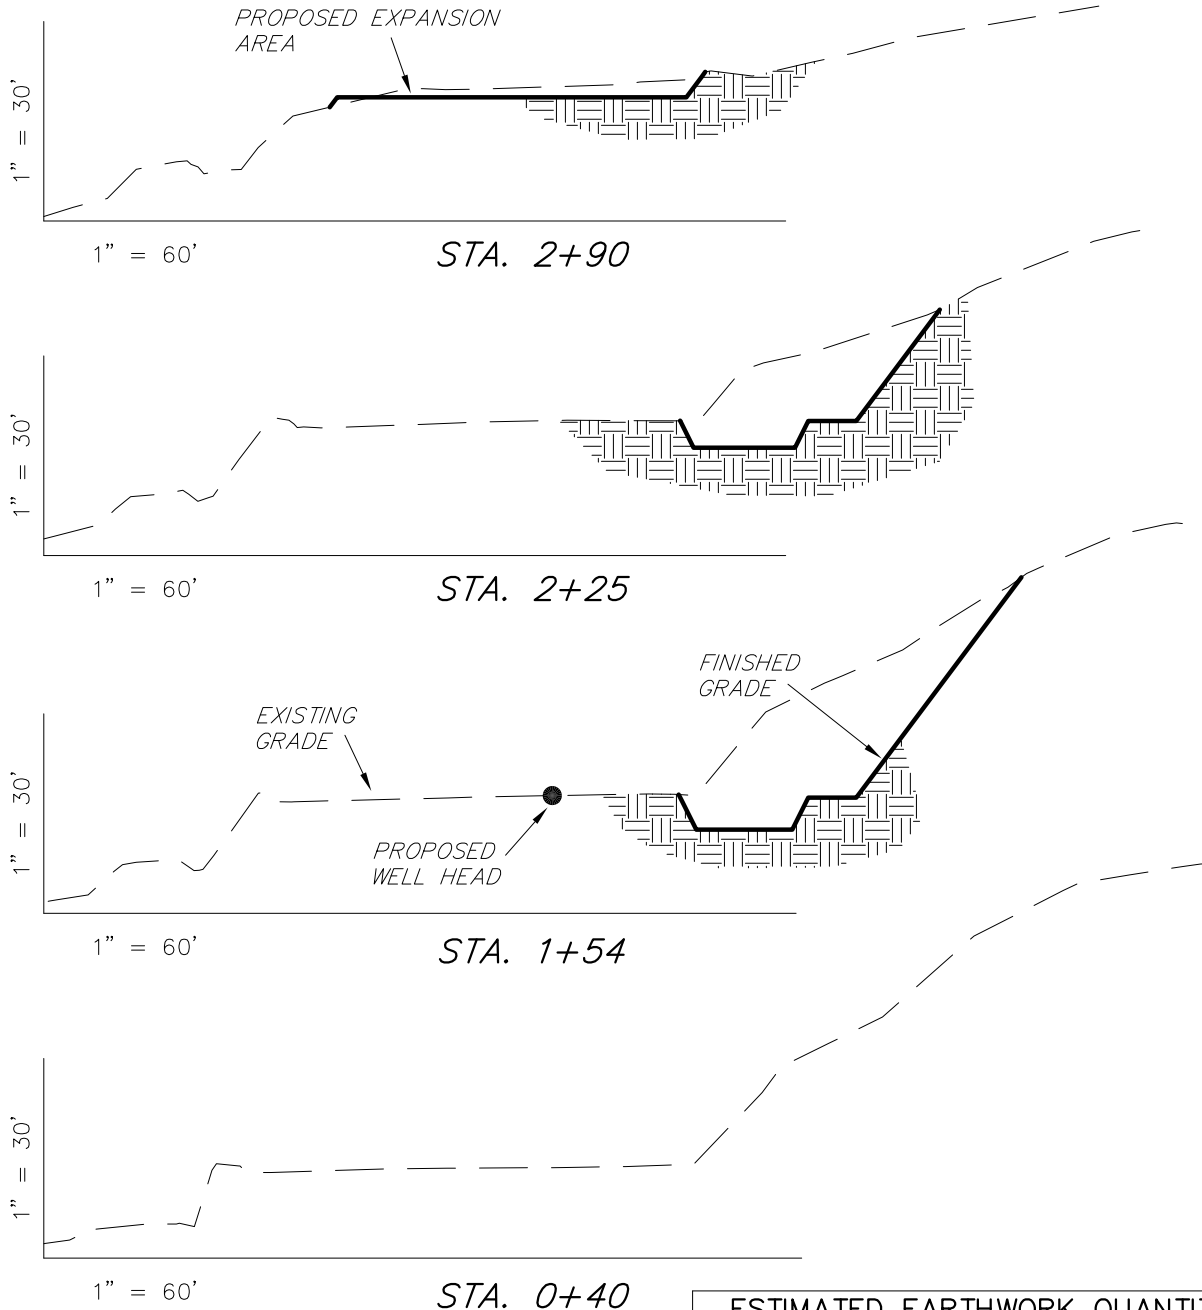 PROPOSED EXPANSION
AREA
1" = 30'
1" = 60'
STA. 2+90
1" = 30'
1" = 60'
STA. 2+25
FINISHED
GRADE
EXISTING
GRADE
1" = 30'
PROPOSED
WELL HEAD
1" = 60'
STA. 1+54
1" = 30'
1" = 60'
STA. 0+40
ESTIMATED EARTHWORK